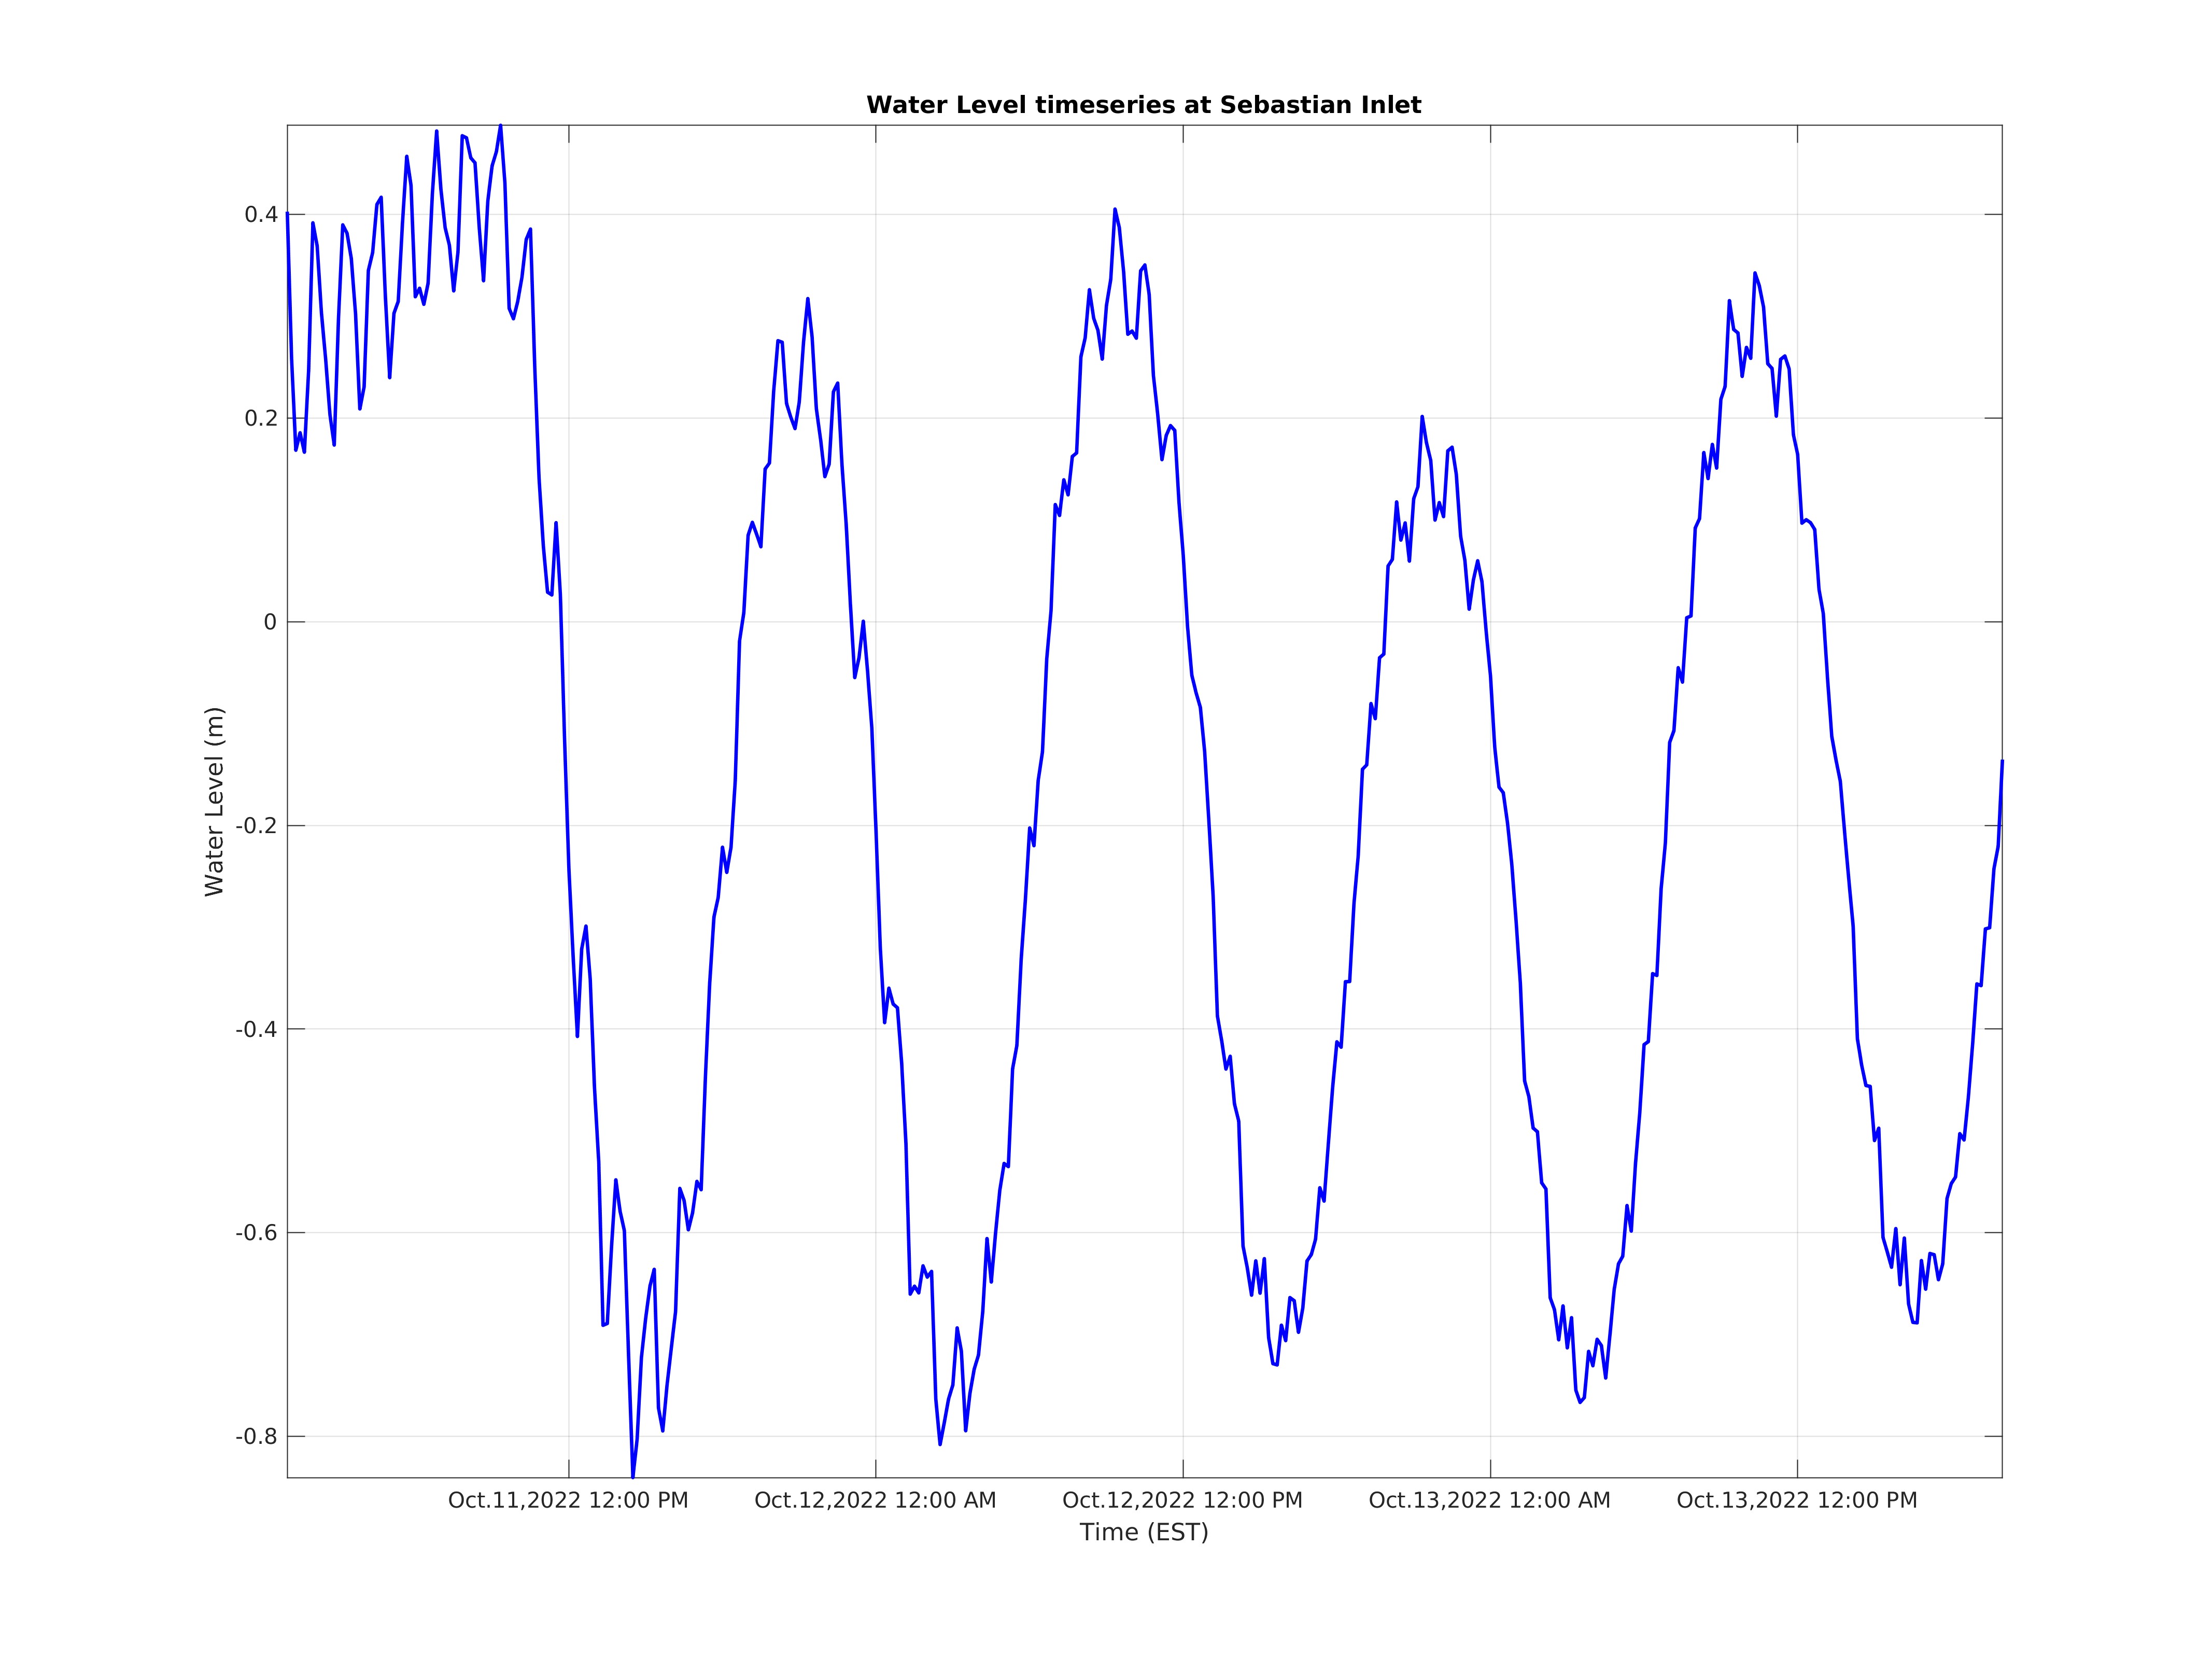 Water Level timeseries at Sebastian Inlet
0.4
0.2
0
-0.2
-0.4
-0.6
-0.8
Water Level (m)
Oct.11,2022 12:00 PM
Oct.12,2022 12:00 AM
Oct.12,2022 12:00 PM
Oct.13,2022 12:00 AM
Oct.13,2022 12:00 PM
Time (EST)